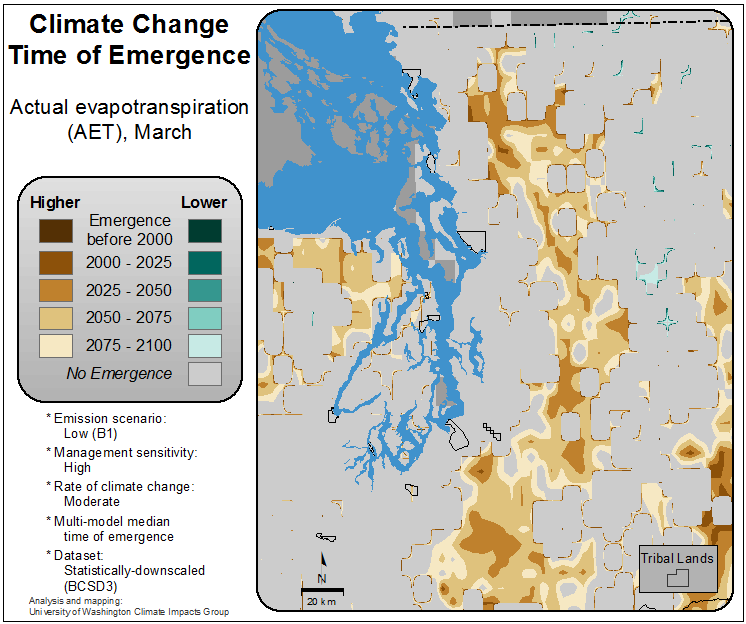 Climate Change
Time of Emergence
Actual evapotranspiration
(AET), March
Higher Lower
Emergence
before 2000
2000 - 2025
2025 - 2050
2050 - 2075
2075 - 2100
No Emergence
* Emission scenario:
Low (B1)
* Management sensitivity:
High
* Rate of climate change:
Moderate
* Multi-model median
time of emergence
* Dataset:
Statistically-downscaled
(BCSD3)
Analysis and mapping:
University of Washington Climate Impacts Group
N
20 km
Tribal Lands